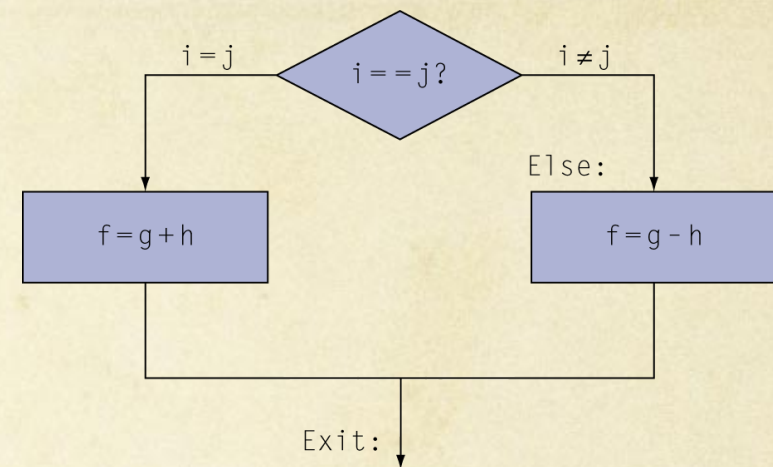 i = j
i = = j?
i ≠ j
Else:
f = g + h
f = g - h
Exit: